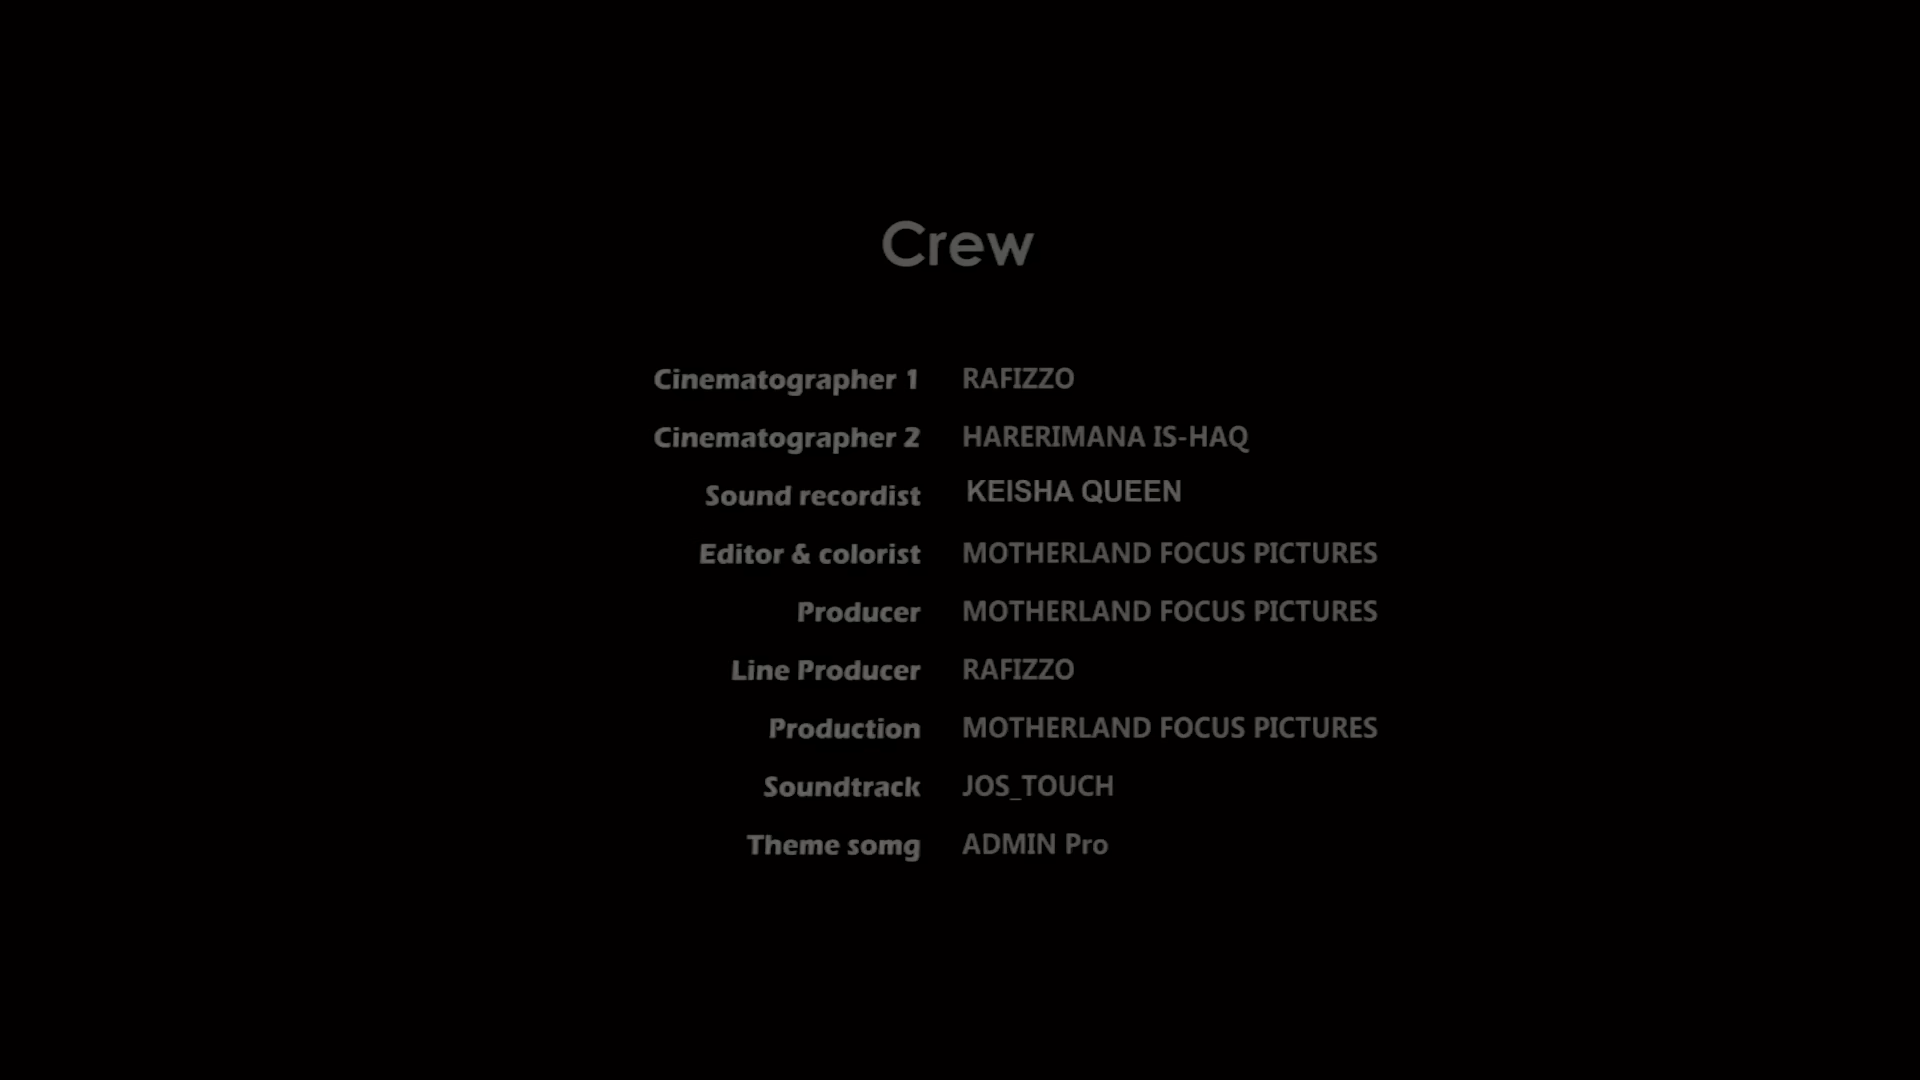 Crew
Cinematographer 1 RAFIZZO
Cinematographer 2 HARERIMANA IS-HAQ
Sound recordist KEISHA QUEEN
Editor & colorist MOTHERLAND FOCUS PICTURES
Producer MOTHERLAND FOCUS PICTURES
Line Producer RAFIZZO
Production MOTHERLAND FOCUS PICTURES
Soundtrack JOS_TOUCH
Theme somg ADMIN Pro